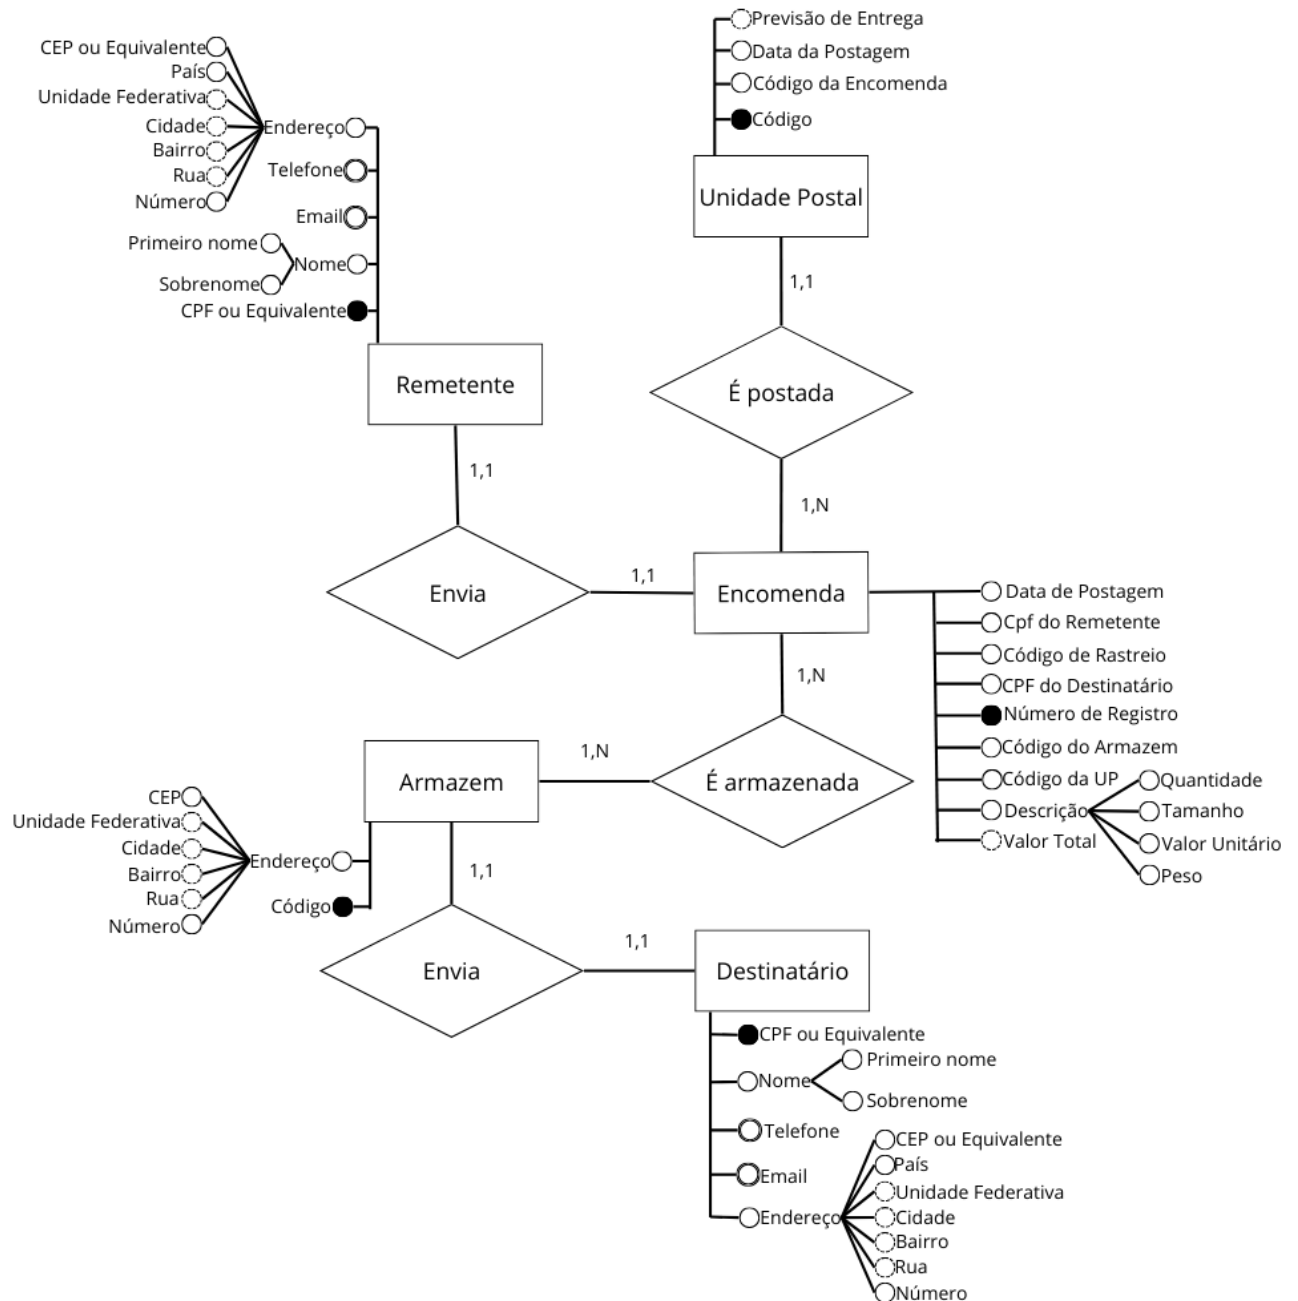 Previsão de Entrega
Data da Postagem
Código da Encomenda
Código
Unidade Postal
CEP ou Equivalente
País
Unidade Federativa
Cidade
Bairro
Rua
Número
Endereço
Telefone
Email
Primeiro nome
Sobrenome
Nome
CPF ou Equivalente
Remetente
1,1
É postada
1,1
1,N
Envia
1,1
Encomenda
Data de Postagem
Cpf do Remetente
Código de Rastreio
CPF do Destinatário
Número de Registro
Código do Armazem
Código da UP
Descrição
Valor Total
Quantidade
Tamanho
Valor Unitário
Peso
1,N
É armazenada
1,N
Armazem
CEP
Unidade Federativa
Cidade
Bairro
Rua
Número
Endereço
Código
1,1
Envia
1,1
Destinatário
CPF ou Equivalente
Nome
Primeiro nome
Sobrenome
Telefone
Email
Endereço
CEP ou Equivalente
País
Unidade Federativa
Cidade
Bairro
Rua
Número